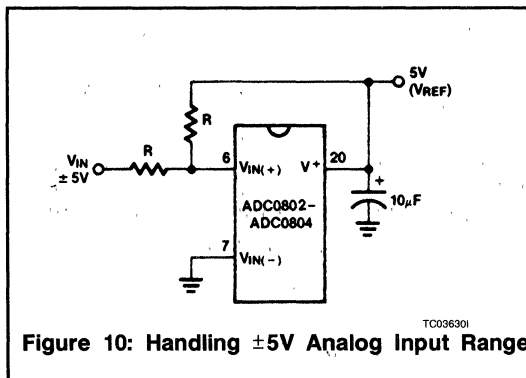 5V
(VREF)
R
VIN
±5V
R
6
VIN(+)
V+
20
+
10μF
ADC0802-
ADC0804
7
VIN(-)
TC03630I
Figure 10: Handling ±5V Analog Input Range